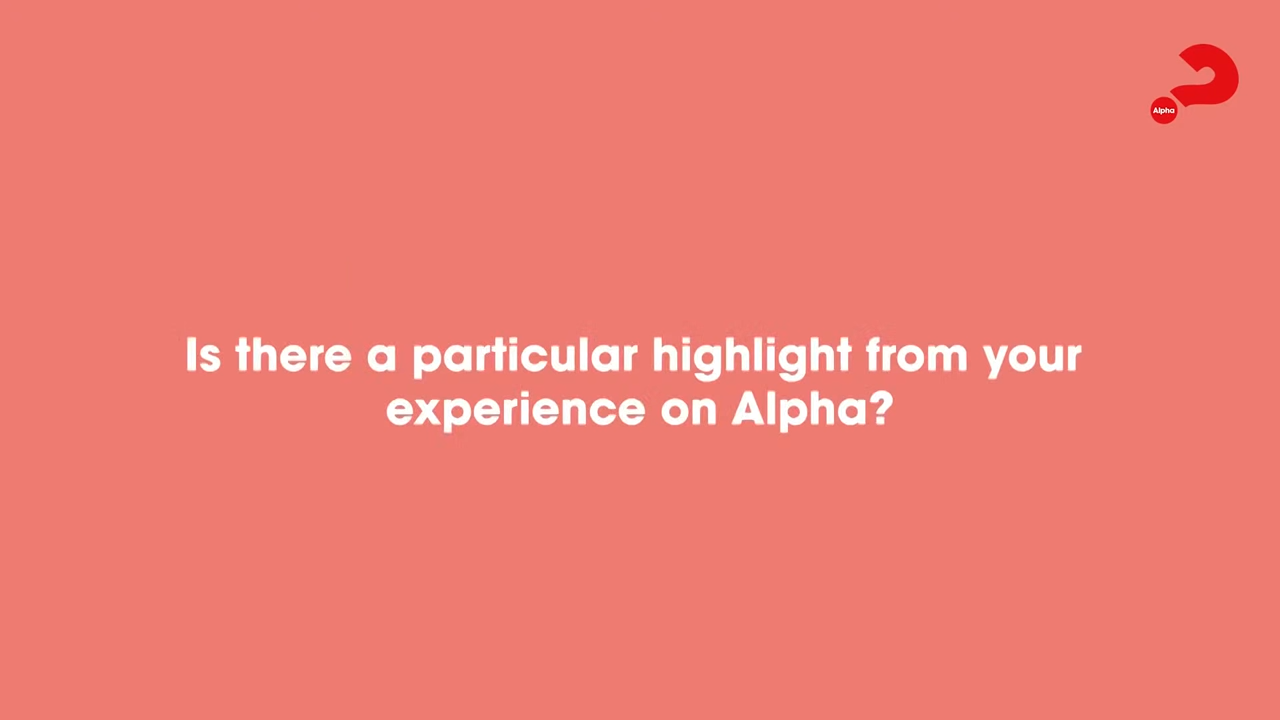 Alpha
Is there a particular highlight from your
experience on Alpha?